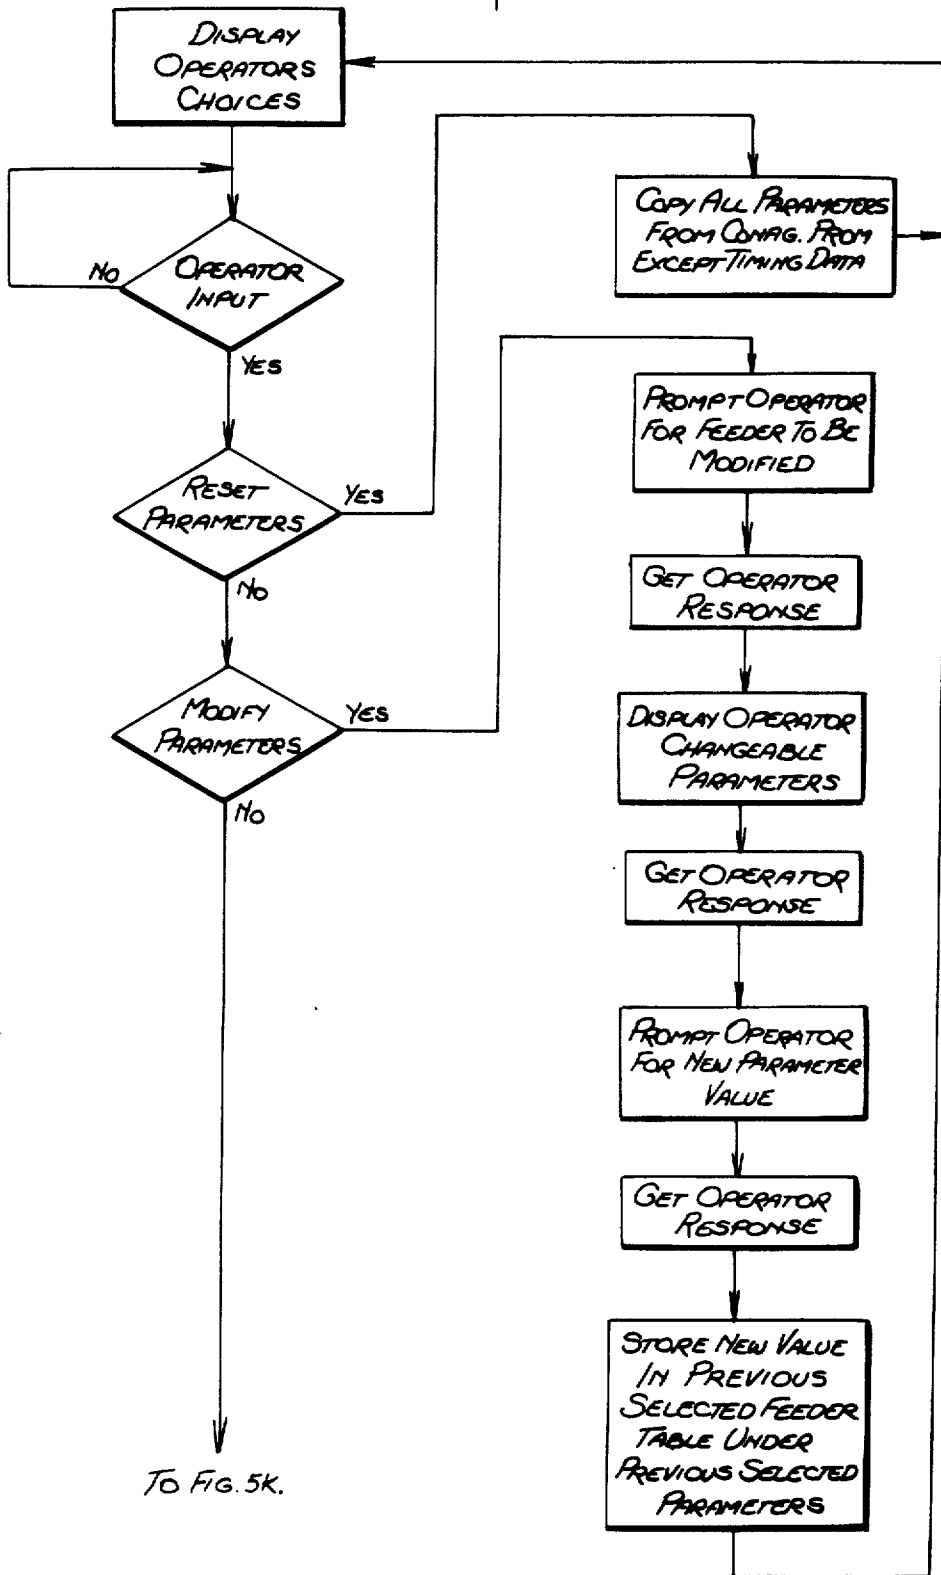 DISPLAY
OPERATORS
CHOICES
NO
OPERATOR
INPUT
YES
RESET
PARAMETERS
YES
NO
MODIFY
PARAMETERS
YES
NO
TO FIG. 5K.
COPY ALL PARAMETERS
FROM CONAG. PROM
EXCEPT TIMING DATA
PROMPT OPERATOR
FOR FEEDER TO BE
MODIFIED
GET OPERATOR
RESPONSE
DISPLAY OPERATOR
CHANGEABLE
PARAMETERS
GET OPERATOR
RESPONSE
PROMPT OPERATOR
FOR NEW PARAMETER
VALUE
GET OPERATOR
RESPONSE
STORE NEW VALUE
IN PREVIOUS
SELECTED FEEDER
TABLE UNDER
PREVIOUS SELECTED
PARAMETERS